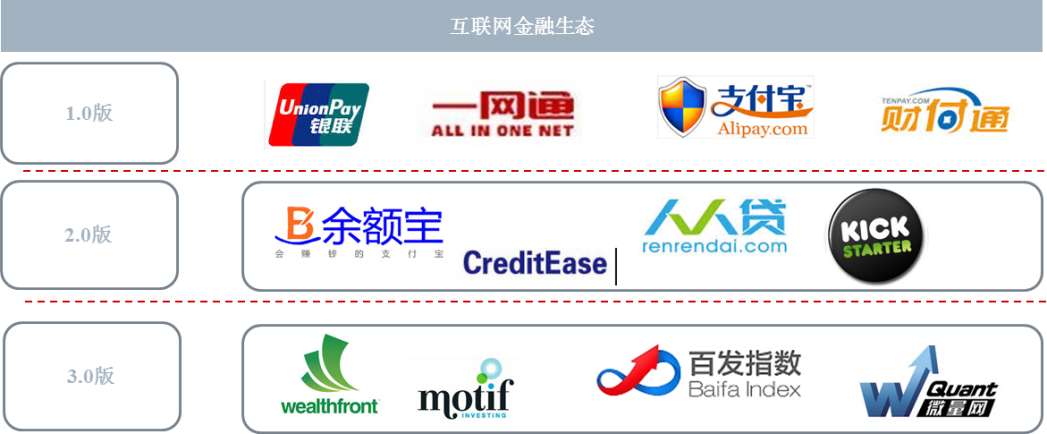 互联网金融生态
1.0版
UnionPay
银联
一网通
ALL IN ONE NET
支付宝™
Alipay.com
TENPAY.COM
财付通
2.0版
余额宝
会赚钱的支付宝
CreditEase
人人贷
renrendai.com
KICK
STARTER
3.0版
wealthfront
motif
INVESTING
百发指数
Baifa Index
W Quant
微量网